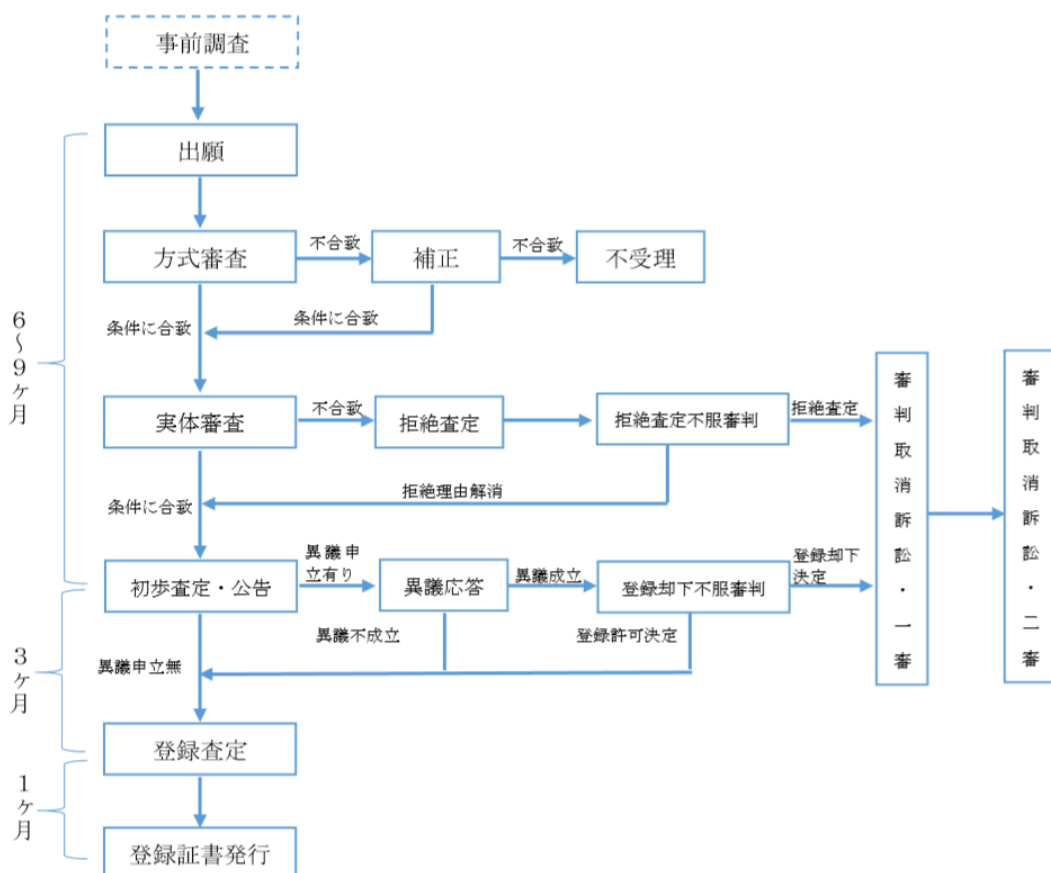 事前調査
出願
方式審査
不合致
補正
不合致
不受理
条件に合致
条件に合致
6~9ヶ月
実体審査
不合致
拒絶査定
拒絶査定不服審判
拒絶査定
審判取消訴訟・一審
審判取消訴訟・二審
拒絶理由解消
条件に合致
初歩査定・公告
異議申
立有り
異議応答
異議成立
登録却下不服審判
登録却下
決定
異議不成立
登録許可決定
異議申立無
3ヶ月
登録査定
1ヶ月
登録証書発行